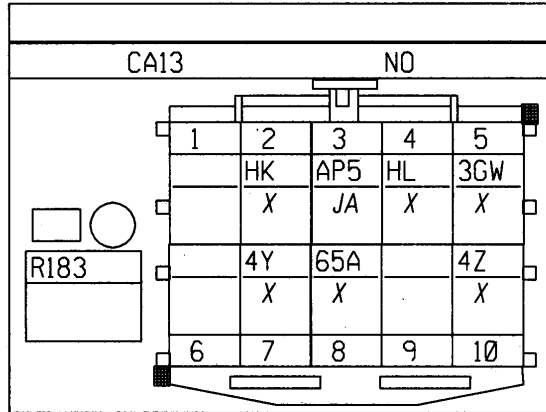 CA13 NO
1 2 3 4 5
HK AP5 HL 3GW
X JA X X
R183 4Y 65A 4Z
X X X
6 7 8 9 10